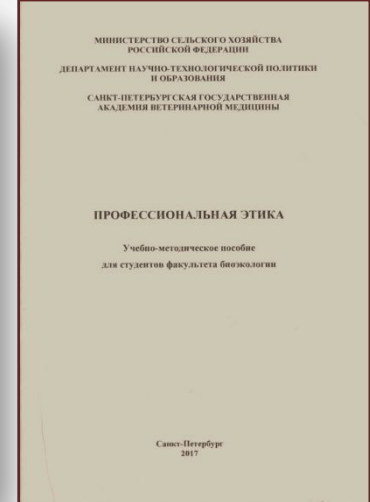 МИНИСТЕРСТВО СЕЛЬСКОГО ХОЗЯЙСТВА
РОССИЙСКОЙ ФЕДЕРАЦИИ
ДЕПАРТАМЕНТ НАУЧНО-ТЕХНОЛОГИЧЕСКОЙ ПОЛИТИКИ
И ОБРАЗОВАНИЯ
САНКТ-ПЕТЕРБУРГСКАЯ ГОСУДАРСТВЕННАЯ
АКАДЕМИЯ ВЕТЕРИНАРНОЙ МЕДИЦИНЫ
ПРОФЕССИОНАЛЬНАЯ ЭТИКА
Учебно-методическое пособие
для студентов факультета биоэкологии
Санкт-Петербург
2017